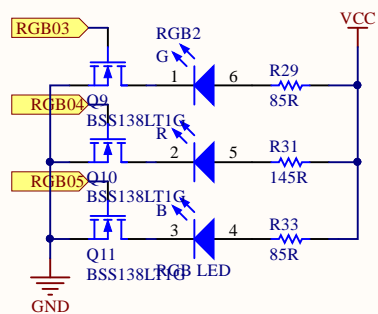 RGB03
RGB2
VCC
G
1
6
R29
85R
Q9
RGB04
BSS138LT1G
R
2
5
R31
145R
Q10
RGB05
BSS138LT1G
B
3
4
R33
85R
Q11
RGB LED
BSS138LT1G
GND